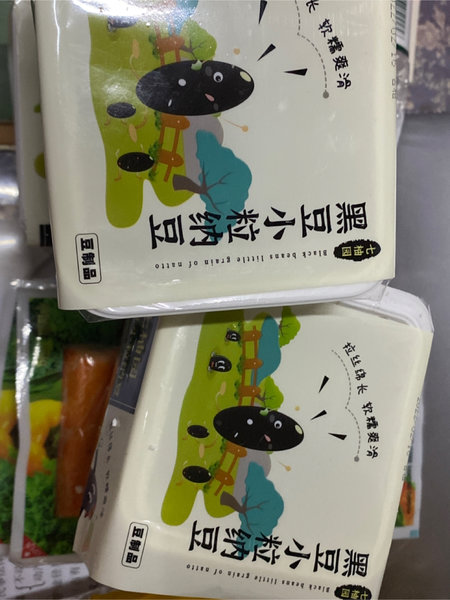 软糯爽滑
七柚园
黑豆小粒纳豆
Black beans little grain of natto
豆制品
拉丝绵长 软糯爽滑
七柚园
黑豆小粒纳豆
Black beans little grain of natto
豆制品